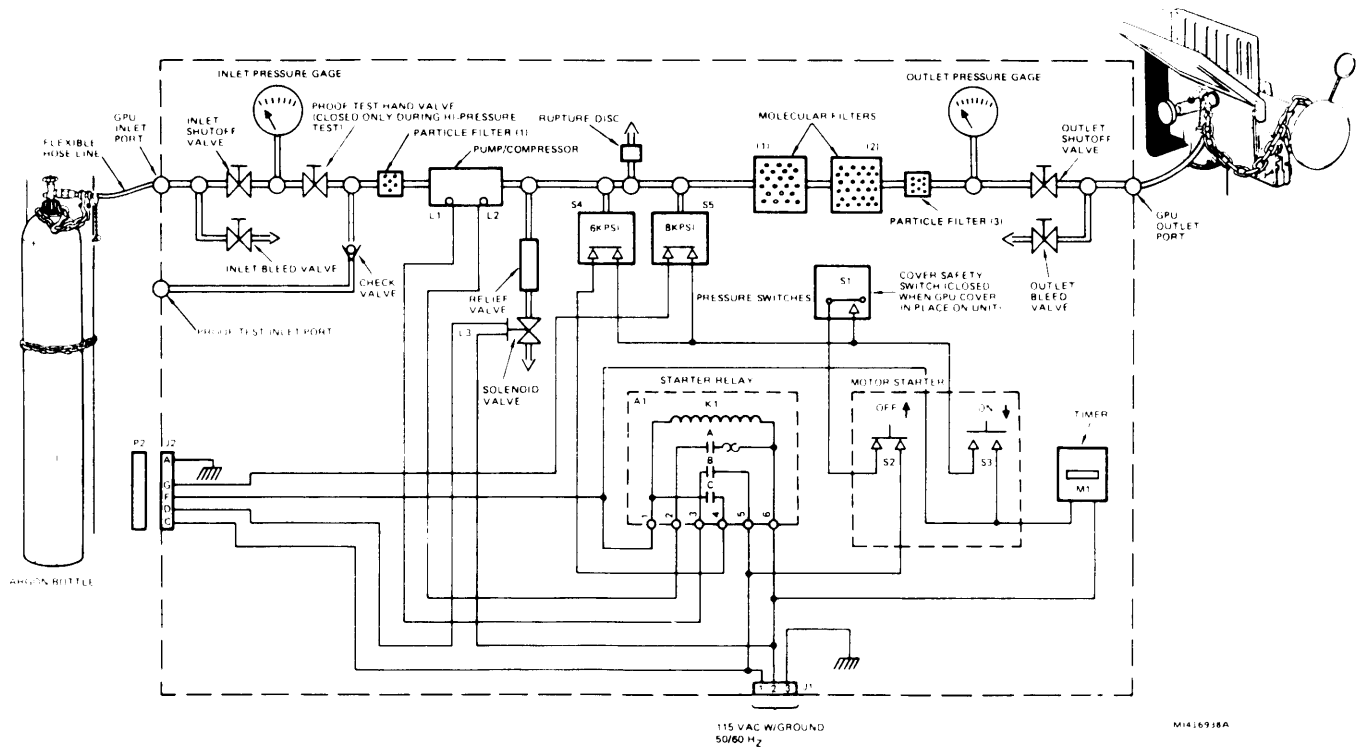 INLET PRESSURE GAGE
OUTLET PRESSURE GAGE
GPU
INLET
PORT
INLET
SHUTOFF
VALVE
PROOF TEST HAND VALVE
(CLOSED ONLY DURING HI-PRESSURE
TEST)
PARTICLE FILTER (1)
PUMP/COMPRESSOR
RUPTURE DISC
MOLECULAR FILTERS
(1)
(2)
OUTLET
SHUTOFF
VALVE
FLEXIBLE
HOSE LINE
L1
L2
S4
S5
6K PSI
8K PSI
PARTICLE FILTER (3)
GPU
OUTLET
PORT
INLET BLEED VALVE
CHECK
VALVE
RELIEF
VALVE
PRESSURE SWITCHES
S1
COVER SAFETY
SWITCH (CLOSED
WHEN GPU COVER
IN PLACE ON UNIT)
OUTLET
BLEED
VALVE
PROOF TEST INLET PORT
L3
SOLENOID
VALVE
STARTER RELAY
MOTOR STARTER
A1
K1
OFF
ON
TIMER
A
B
C
S2
S3
M1
P2
J2
A
G
F
D
C
1
2
3
4
5
6
ARGON BOTTLE
1
2
3
J1
115 VAC W/GROUND
50/60 HZ
MI416938A